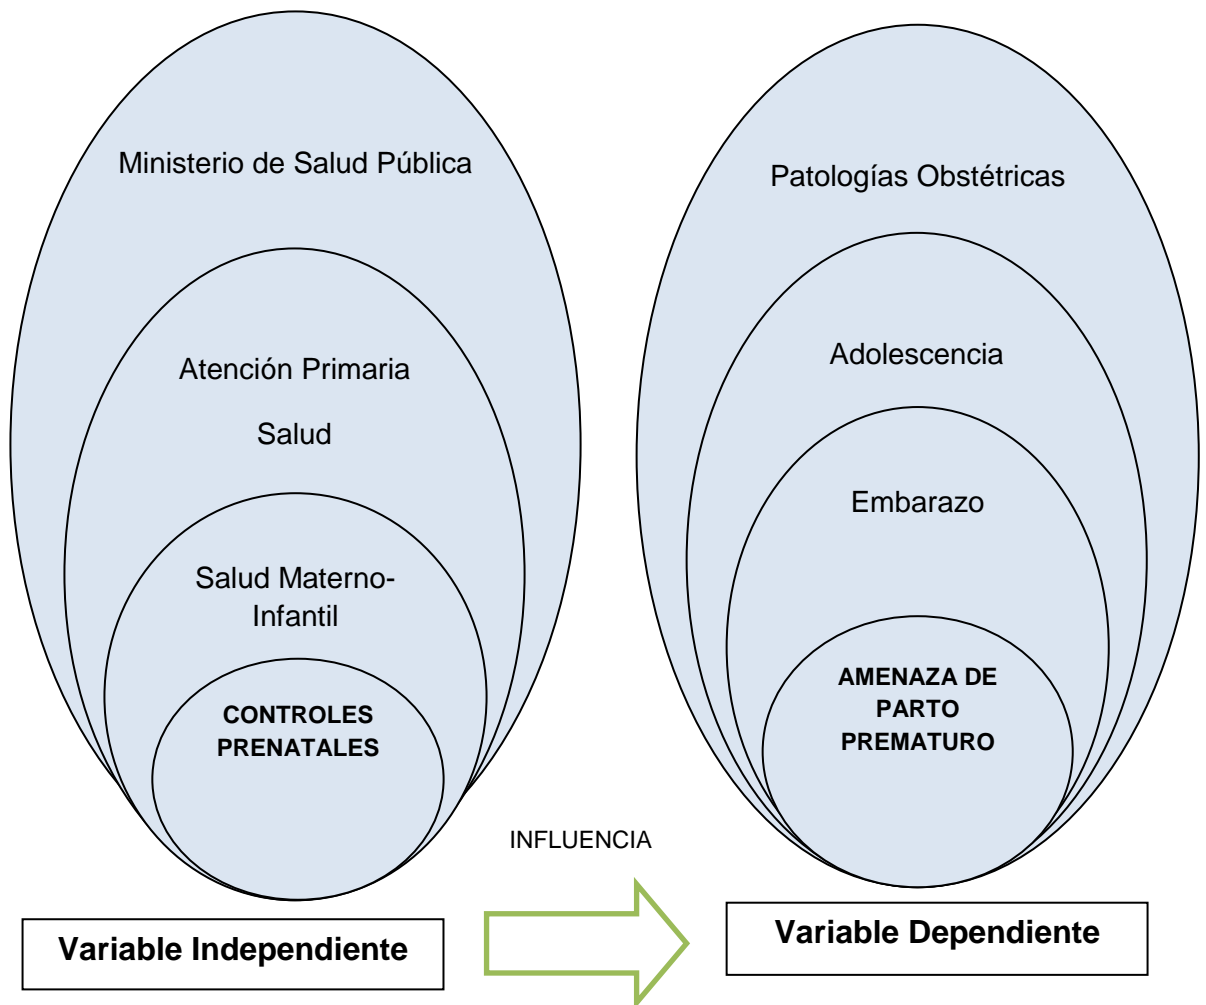 Ministerio de Salud Pública
Atención Primaria
Salud
Salud Materno-
Infantil
CONTROLES
PRENATALES
Patologías Obstétricas
Adolescencia
Embarazo
AMENAZA DE
PARTO
PREMATURO
INFLUENCIA
Variable Independiente
Variable Dependiente